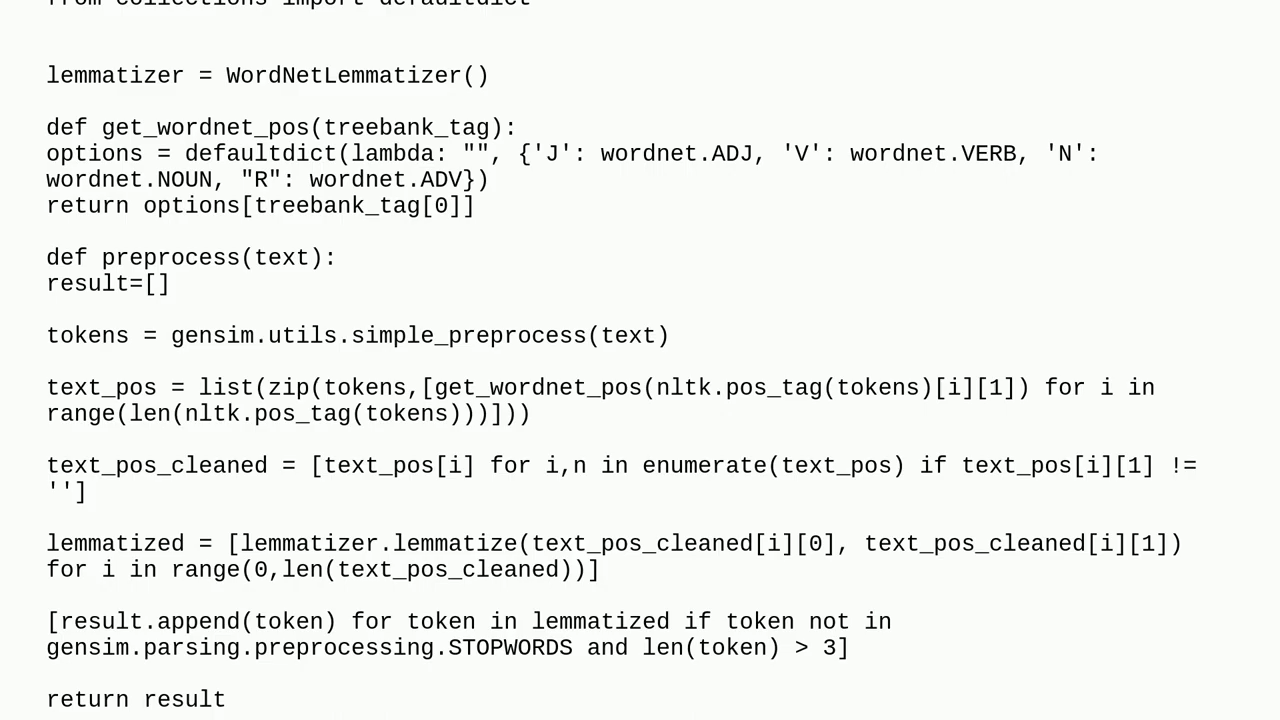 from collections import defaultdict
lemmatizer = WordNetLemmatizer()
def get_wordnet_pos(treebank_tag):
options = defaultdict(lambda: "", {'J': wordnet.ADJ, 'V': wordnet.VERB, 'N':
wordnet.NOUN, "R": wordnet.ADV})
return options[treebank_tag[0]]
def preprocess(text):
result=[]
tokens = gensim.utils.simple_preprocess(text)
text_pos = list(zip(tokens,[get_wordnet_pos(nltk.pos_tag(tokens)[i][1]) for i in
range(len(nltk.pos_tag(tokens)))]))
text_pos_cleaned = [text_pos[i] for i,n in enumerate(text_pos) if text_pos[i][1] !=
'']
lemmatized = [lemmatizer.lemmatize(text_pos_cleaned[i][0], text_pos_cleaned[i][1])
for i in range(0,len(text_pos_cleaned))]
[result.append(token) for token in lemmatized if token not in
gensim.parsing.preprocessing.STOPWORDS and len(token) > 3]
return result